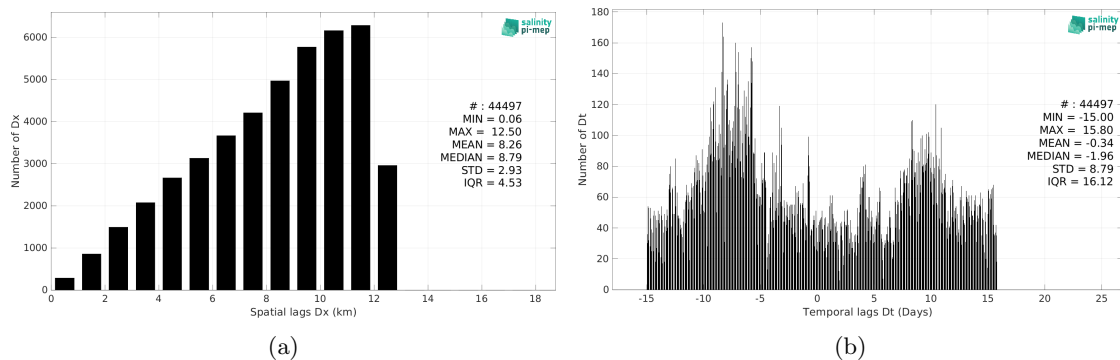 6000
5000
4000
3000
2000
1000
0
Number of Dx
0 2 4 6 8 10 12 14 16 18
Spatial lags Dx (km)
salinity
pi-mep
# : 44497
MIN = 0.06
MAX = 12.50
MEAN = 8.26
MEDIAN = 8.79
STD = 2.93
IQR = 4.53
(a)
180
160
140
120
100
80
60
40
20
0
Number of Dt
-15 -10 -5 0 5 10 15 20 25
Temporal lags Dt (Days)
salinity
pi-mep
# : 44497
MIN = -15.00
MAX = 15.80
MEAN = -0.34
MEDIAN = -1.96
STD = 8.79
IQR = 16.12
(b)